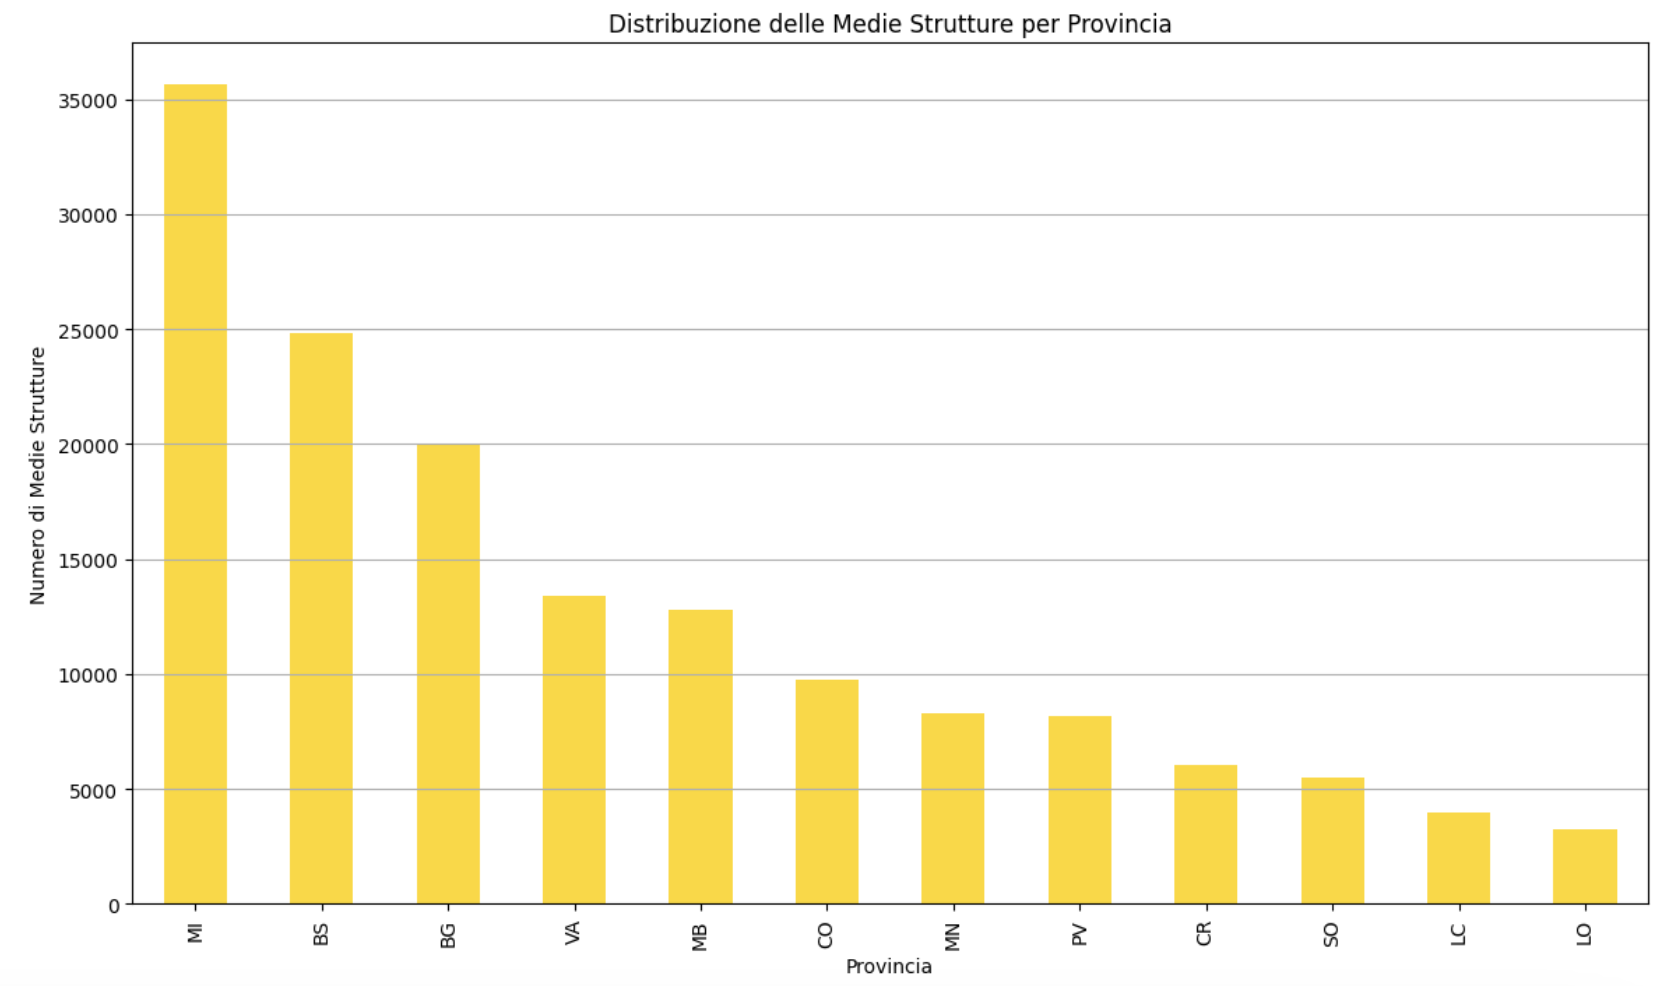 Distribuzione delle Medie Strutture per Provincia
Numero di Medie Strutture
35000
30000
25000
20000
15000
10000
5000
0
MI
BS
BG
VA
MB
CO
MN
PV
CR
SO
LC
LO
Provincia